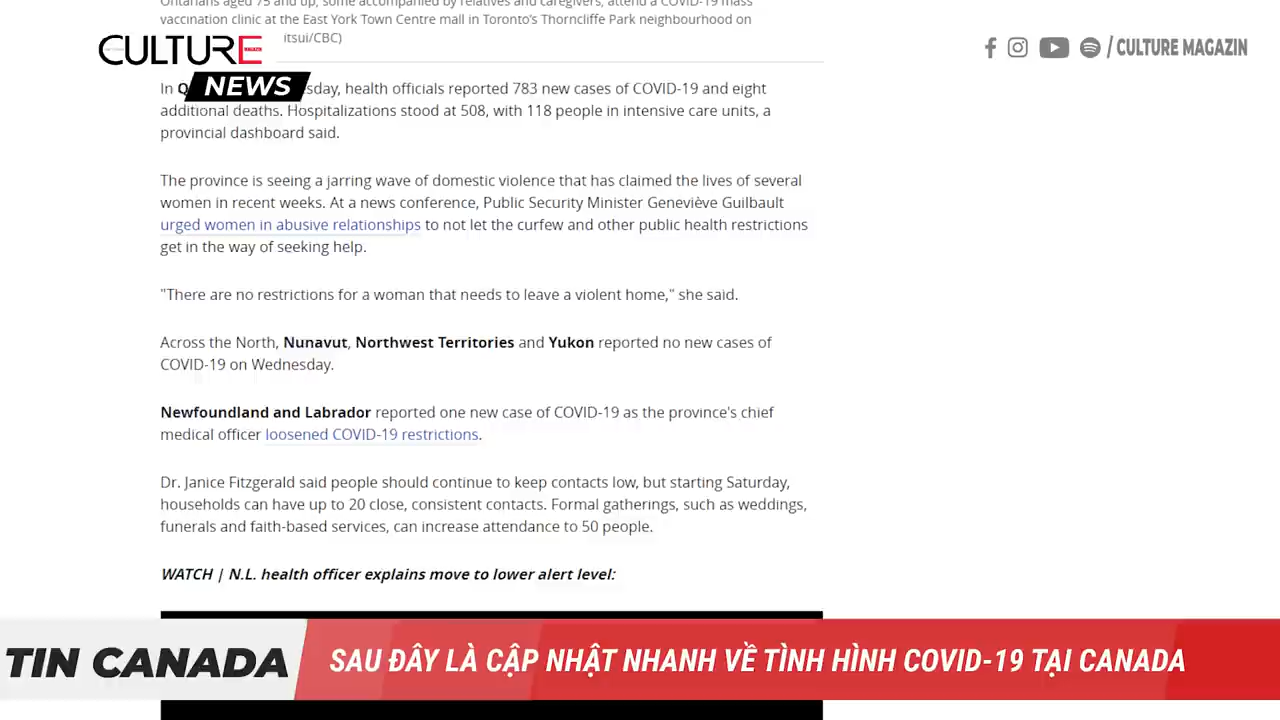 Ontarians aged 75 and up, some accompanied by relatives and caregivers, attend a COVID-19 mass
vaccination clinic at the East York Town Centre mall in Toronto's Thorncliffe Park neighbourhood on
itsui/CBC)
CULTURE
NEWS
/ CULTURE MAGAZIN
In Q sday, health officials reported 783 new cases of COVID-19 and eight
additional deaths. Hospitalizations stood at 508, with 118 people in intensive care units, a
provincial dashboard said.
The province is seeing a jarring wave of domestic violence that has claimed the lives of several
women in recent weeks. At a news conference, Public Security Minister Geneviève Guilbault
urged women in abusive relationships to not let the curfew and other public health restrictions
get in the way of seeking help.
"There are no restrictions for a woman that needs to leave a violent home," she said.
Across the North, Nunavut, Northwest Territories and Yukon reported no new cases of
COVID-19 on Wednesday.
Newfoundland and Labrador reported one new case of COVID-19 as the province's chief
medical officer loosened COVID-19 restrictions.
Dr. Janice Fitzgerald said people should continue to keep contacts low, but starting Saturday,
households can have up to 20 close, consistent contacts. Formal gatherings, such as weddings,
funerals and faith-based services, can increase attendance to 50 people.
WATCH | N.L. health officer explains move to lower alert level:
TIN CANADA
SAU ĐÂY LÀ CẬP NHẬT NHANH VỀ TÌNH HÌNH COVID-19 TẠI CANADA